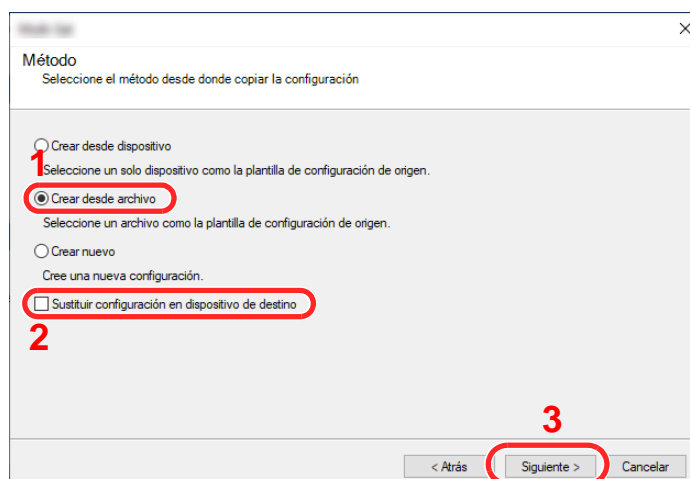 Método
Seleccione el método desde donde copiar la configuración
Crear desde dispositivo
1
Seleccione un solo dispositivo como la plantilla de configuración de origen.
Crear desde archivo
Seleccione un archivo como la plantilla de configuración de origen.
Crear nuevo
Cree una nueva configuración.
Sustituir configuración en dispositivo de destino
2
3
< Atrás
Siguiente >
Cancelar